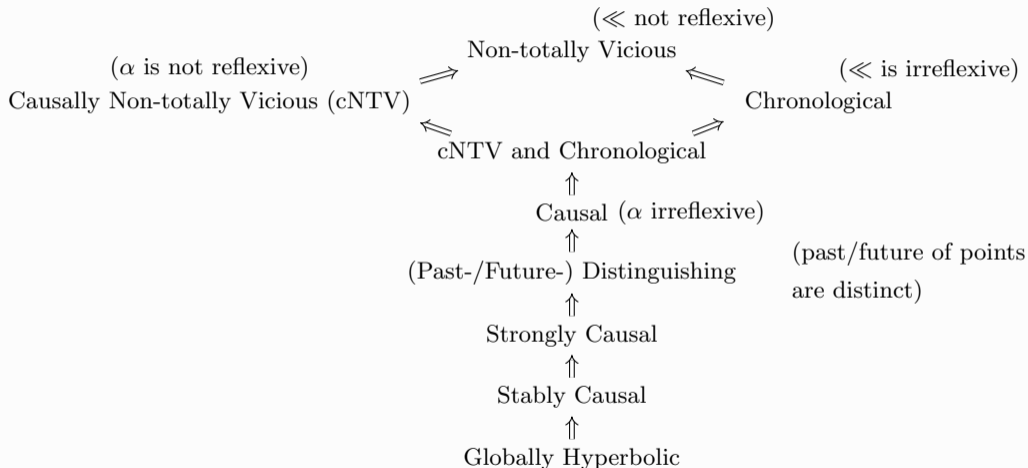 (≪ not reflexive)
Non-totally Vicious
(α is not reflexive)
(≪ is irreflexive)
Causally Non-totally Vicious (cNTV)
Chronological
cNTV and Chronological
Causal (α irreflexive)
(Past-/Future-) Distinguishing
(past/future of points
are distinct)
Strongly Causal
Stably Causal
Globally Hyperbolic